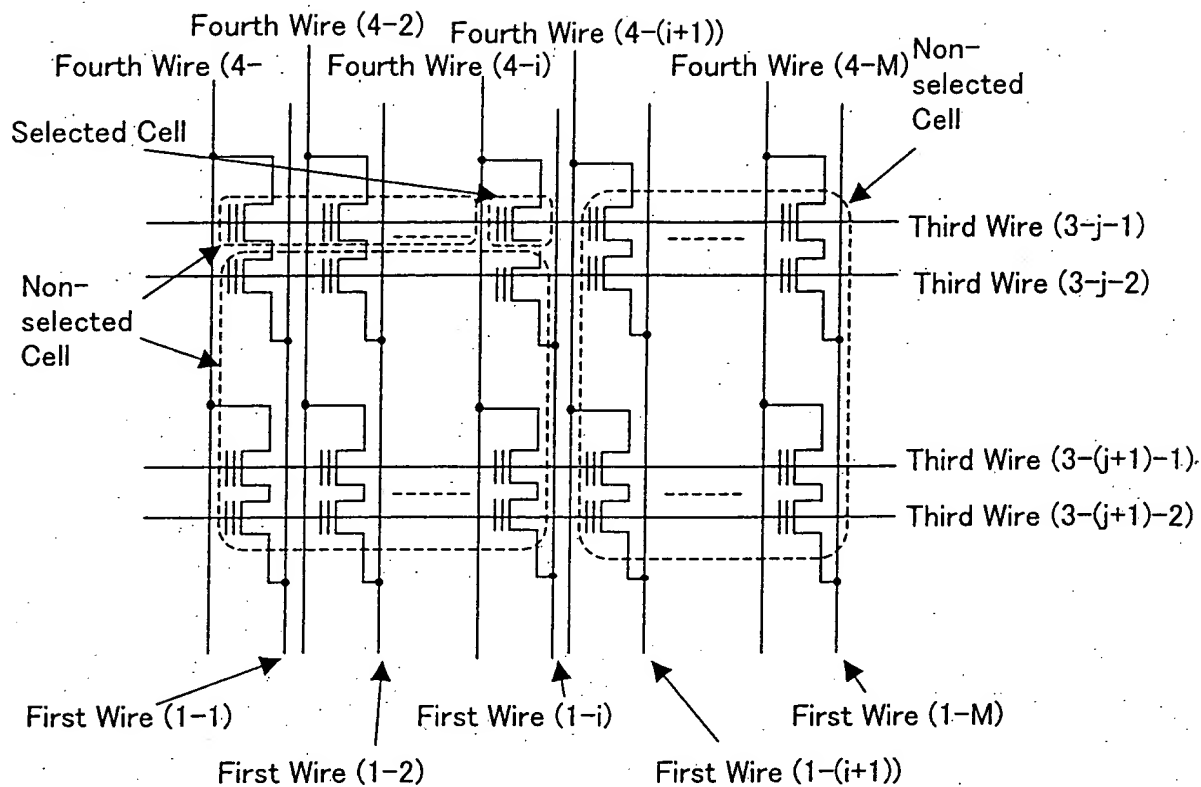 Fourth Wire (4-2)
Fourth Wire (4-(i+1))
Fourth Wire (4-
Fourth Wire (4-i)
Fourth Wire (4-M)
Non-
selected
Cell
Selected Cell
Third Wire (3-j-1)
Third Wire (3-j-2)
Non-
selected
Cell
Third Wire (3-(j+1)-1)
Third Wire (3-(j+1)-2)
First Wire (1-1)
First Wire (1-i)
First Wire (1-M)
First Wire (1-2)
First Wire (1-(i+1))